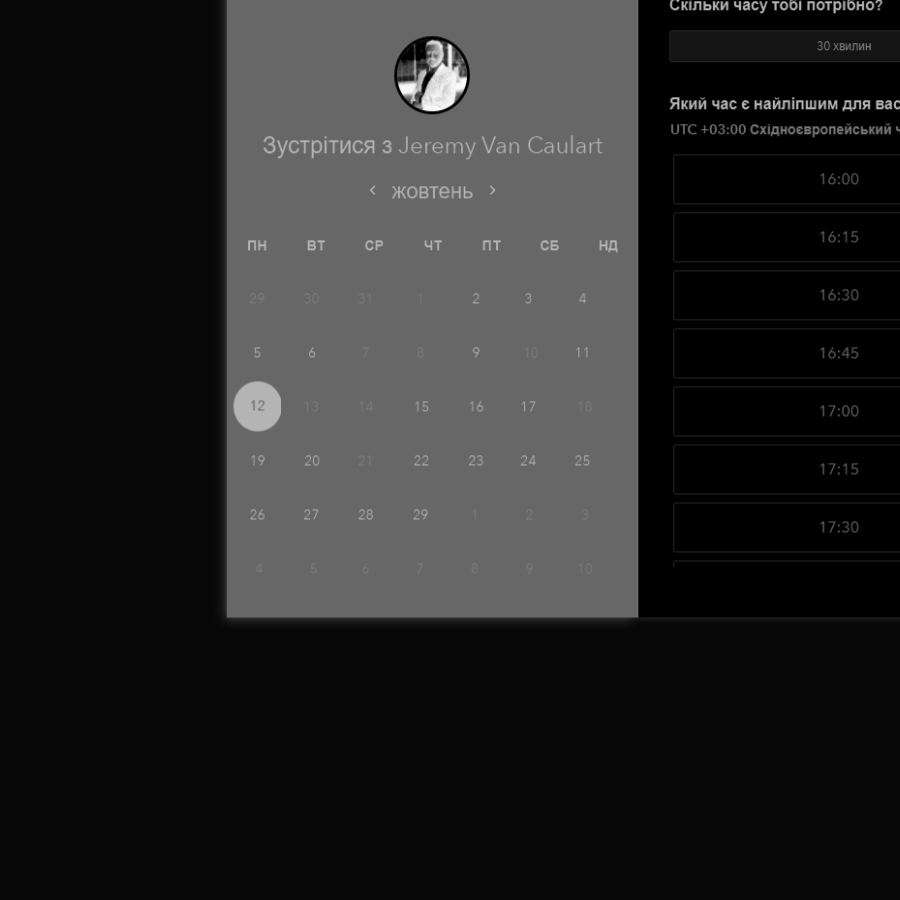 Зустрітися з Jeremy Van Caulart
‹ жовтень ›
ПН ВТ СР ЧТ ПТ СБ НД
29 30 31 1 2 3 4
5 6 7 8 9 10 11
12 13 14 15 16 17 18
19 20 21 22 23 24 25
26 27 28 29 1 2 3
4 5 6 7 8 9 10
Скільки часу тобі потрібно?
30 хвилин
Який час є найліпшим для вас
UTC +03:00 Східноєвропейський ч
16:00
16:15
16:30
16:45
17:00
17:15
17:30